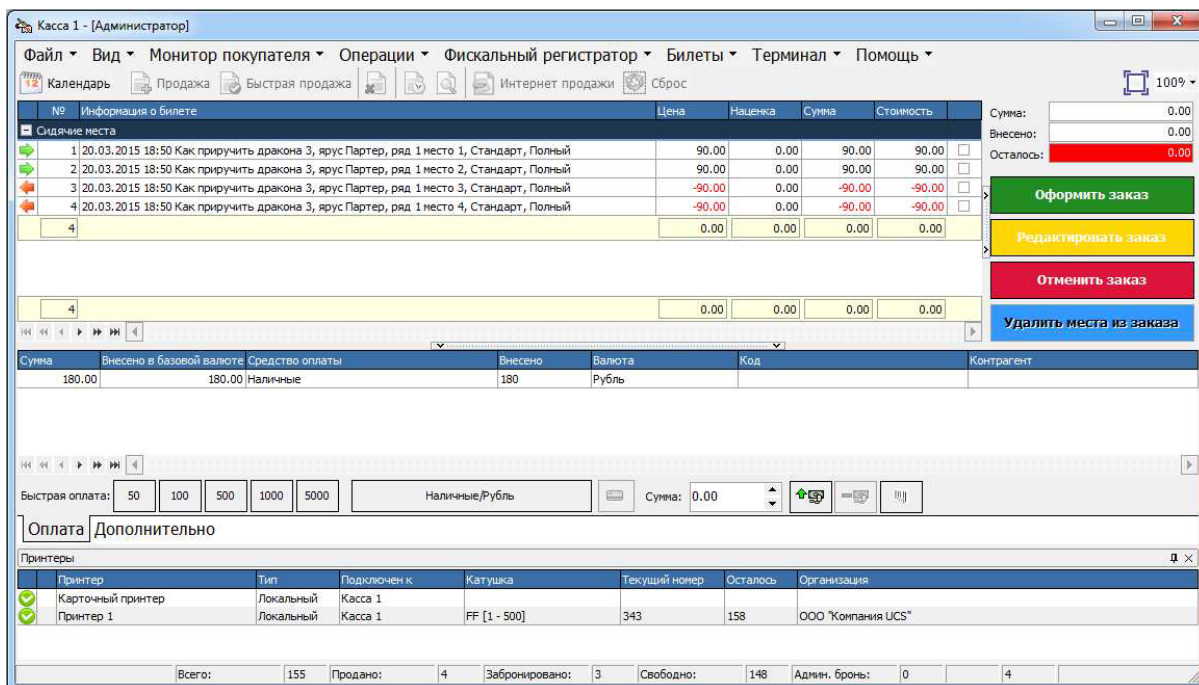 Касса 1 - [Администратор]
Файл Вид Монитор покупателя Операции Фискальный регистратор Билеты Терминал Помощь
12 Календарь Продажа Быстрая продажа Интернет продажи Сброс 100%
№ Информация о билете Цена Наценка Сумма Стоимость
Сидячие места
1 20.03.2015 18:50 Как приручить дракона 3, ярус Партер, ряд 1 место 1, Стандарт, Полный 90.00 0.00 90.00 90.00
2 20.03.2015 18:50 Как приручить дракона 3, ярус Партер, ряд 1 место 2, Стандарт, Полный 90.00 0.00 90.00 90.00
3 20.03.2015 18:50 Как приручить дракона 3, ярус Партер, ряд 1 место 3, Стандарт, Полный -90.00 0.00 -90.00 -90.00
4 20.03.2015 18:50 Как приручить дракона 3, ярус Партер, ряд 1 место 4, Стандарт, Полный -90.00 0.00 -90.00 -90.00
4 0.00 0.00 0.00 0.00
4 0.00 0.00 0.00 0.00
Сумма: 0.00
Внесено: 0.00
Осталось: 0.00
Оформить заказ
Редактировать заказ
Отменить заказ
Удалить места из заказа
Сумма Внесено в базовой валюте Средство оплаты Внесено Валюта Код Контрагент
180.00 180.00 Наличные 180 Рубль
Быстрая оплата: 50 100 500 1000 5000 Наличные/Рубль Сумма: 0.00
Оплата Дополнительно
Принтеры
Принтер Тип Подключен к Катушка Текущий номер Осталось Организация
Карточный принтер Локальный Касса 1
Принтер 1 Локальный Касса 1 FF [1 - 500] 343 158 ООО "Компания UCS"
Всего: 155 Продано: 4 Забронировано: 3 Свободно: 148 Админ. бронь: 0 4